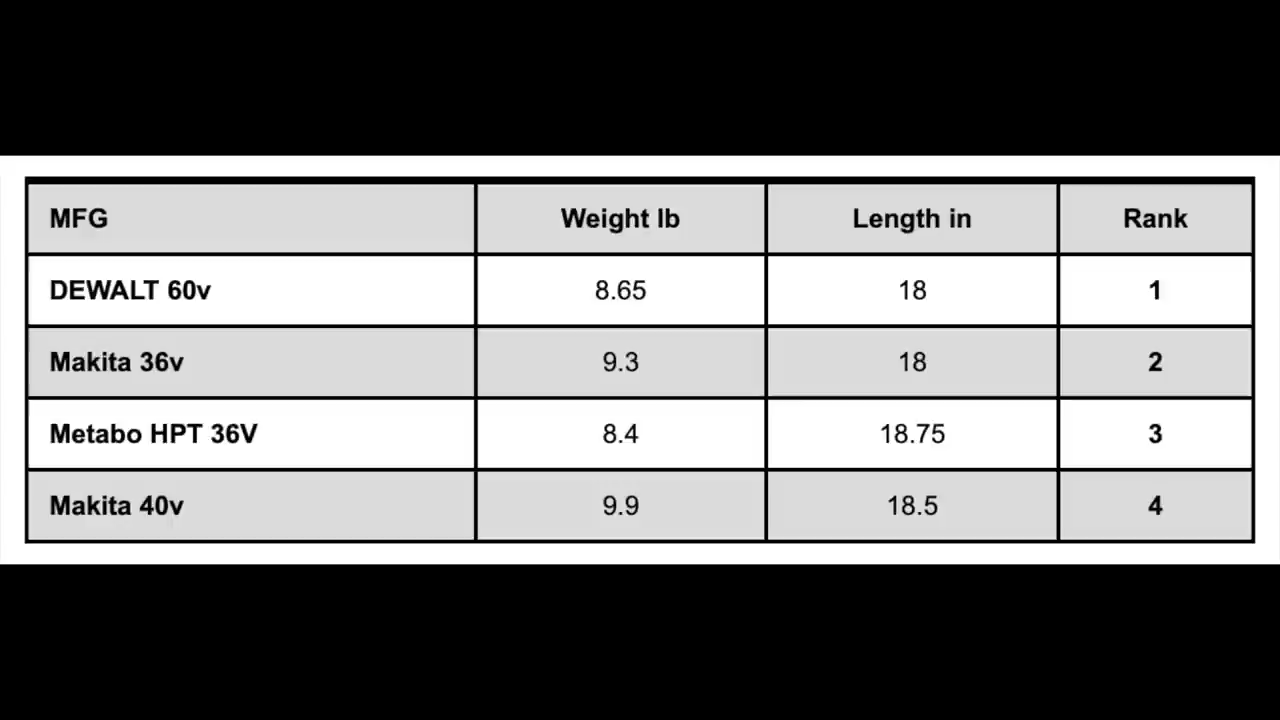 MFG Weight lb Length in Rank
DEWALT 60v 8.65 18 1
Makita 36v 9.3 18 2
Metabo HPT 36V 8.4 18.75 3
Makita 40v 9.9 18.5 4